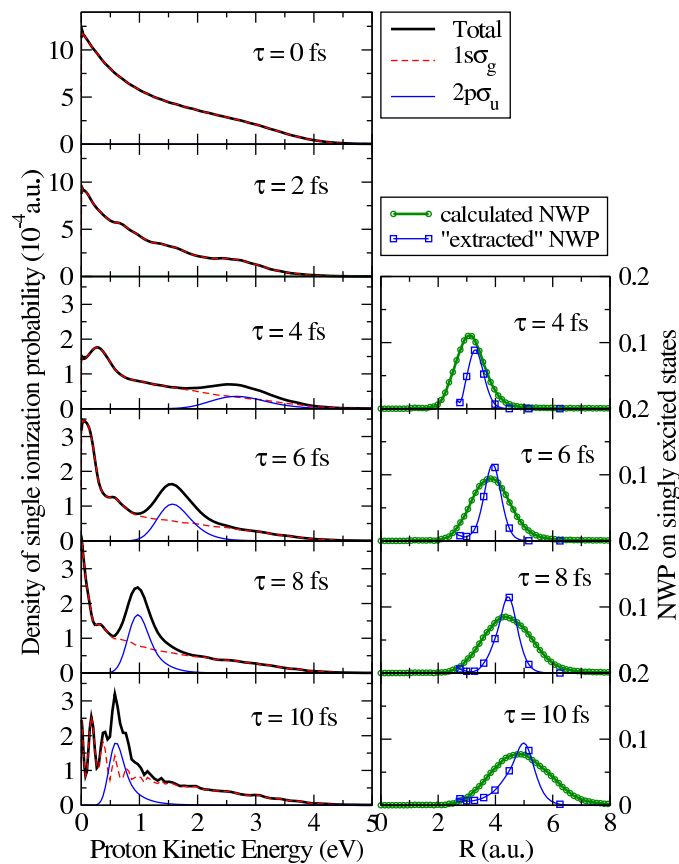 Total
1sσg
2pσu
calculated NWP
"extracted" NWP
Density of single ionization probability (10⁻⁴ a.u.)
τ = 0 fs
10
5
0
τ = 2 fs
10
5
0
τ = 4 fs
3
2
1
0
τ = 6 fs
3
2
1
0
τ = 8 fs
3
2
1
0
τ = 10 fs
3
2
1
0
0 1 2 3 4 5
Proton Kinetic Energy (eV)
τ = 4 fs
0.2
0.1
0.2
τ = 6 fs
0.1
0.2
τ = 8 fs
0.1
0.2
τ = 10 fs
0.1
0
0 2 4 6 8
R (a.u.)
NWP on singly excited states